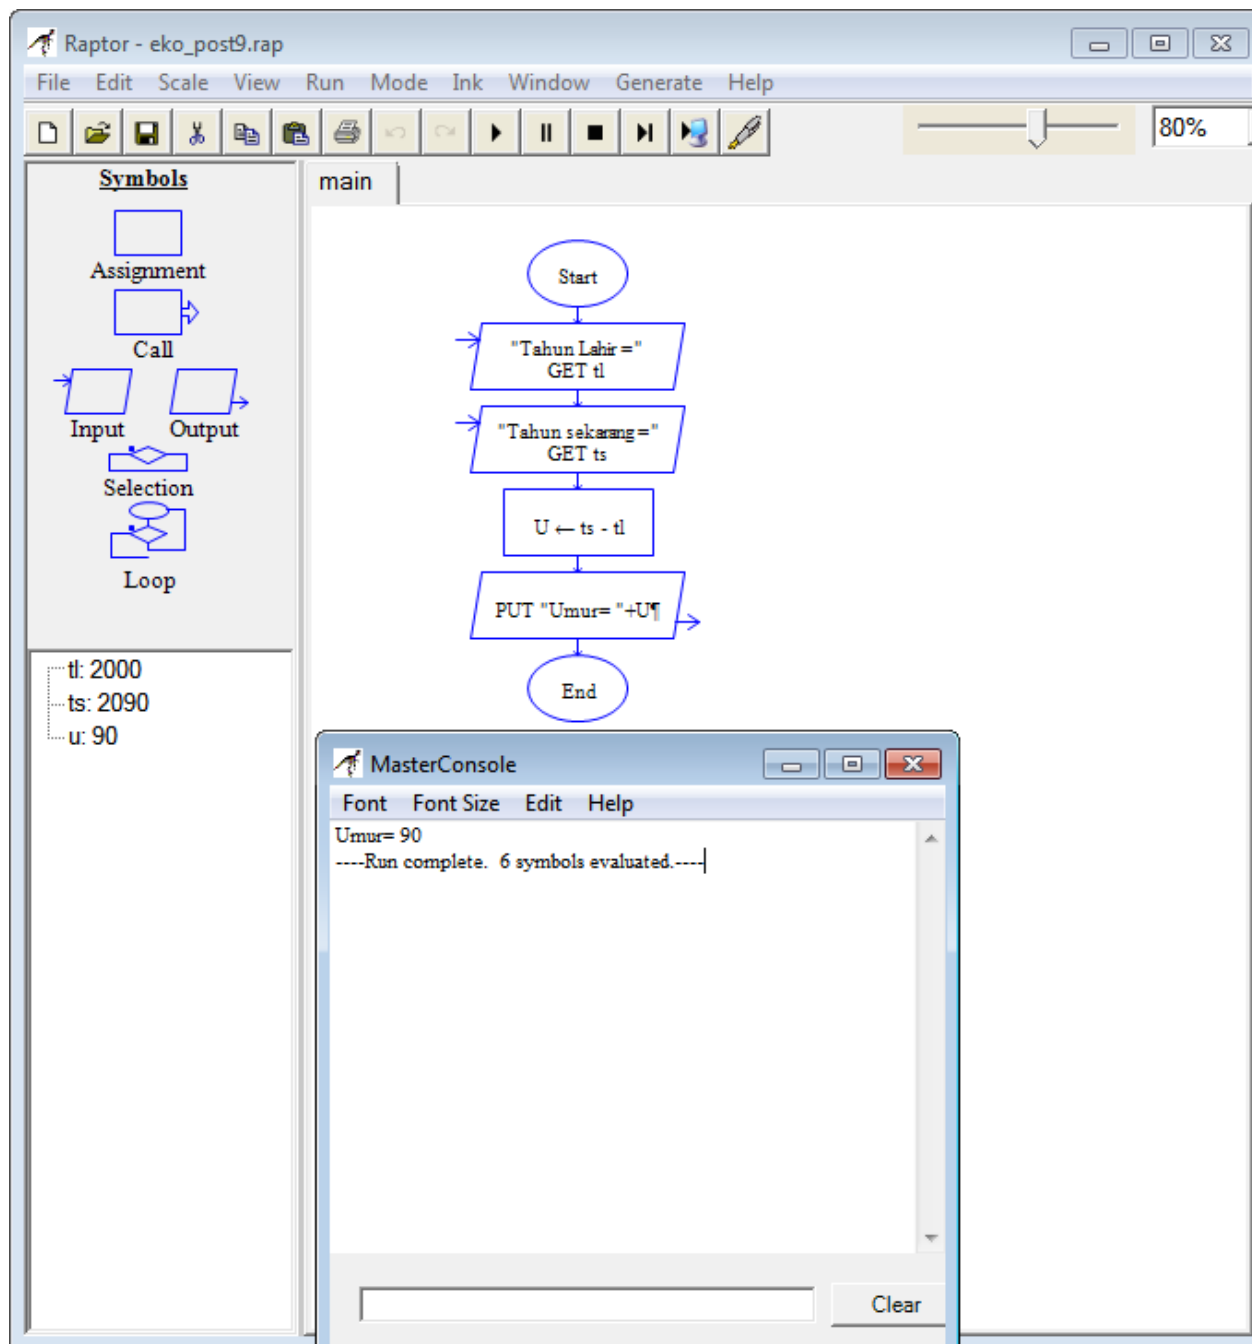 Raptor - eko_post9.rap
File Edit Scale View Run Mode Ink Window Generate Help
80%
Symbols
Assignment
Call
Input Output
Selection
Loop
main
Start
"Tahun Lahir ="
GET tl
"Tahun sekarang ="
GET ts
U ← ts - tl
PUT "Umur= "+U¶
End
tl: 2000
ts: 2090
u: 90
MasterConsole
Font Font Size Edit Help
Umur= 90
----Run complete. 6 symbols evaluated.----
Clear